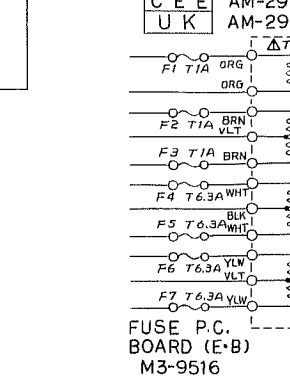 C E E AM-29
U K AM-29
⚠T
F1 T1A ORG
ORG
F2 T1A BRN
VLT
F3 T1A BRN
F4 T6.3A WHT
BLK
F5 T6.3A WHT
F6 T6.3A YLW
VLT
F7 T6.3A YLW
FUSE P.C.
BOARD (E•B)
M3-9516